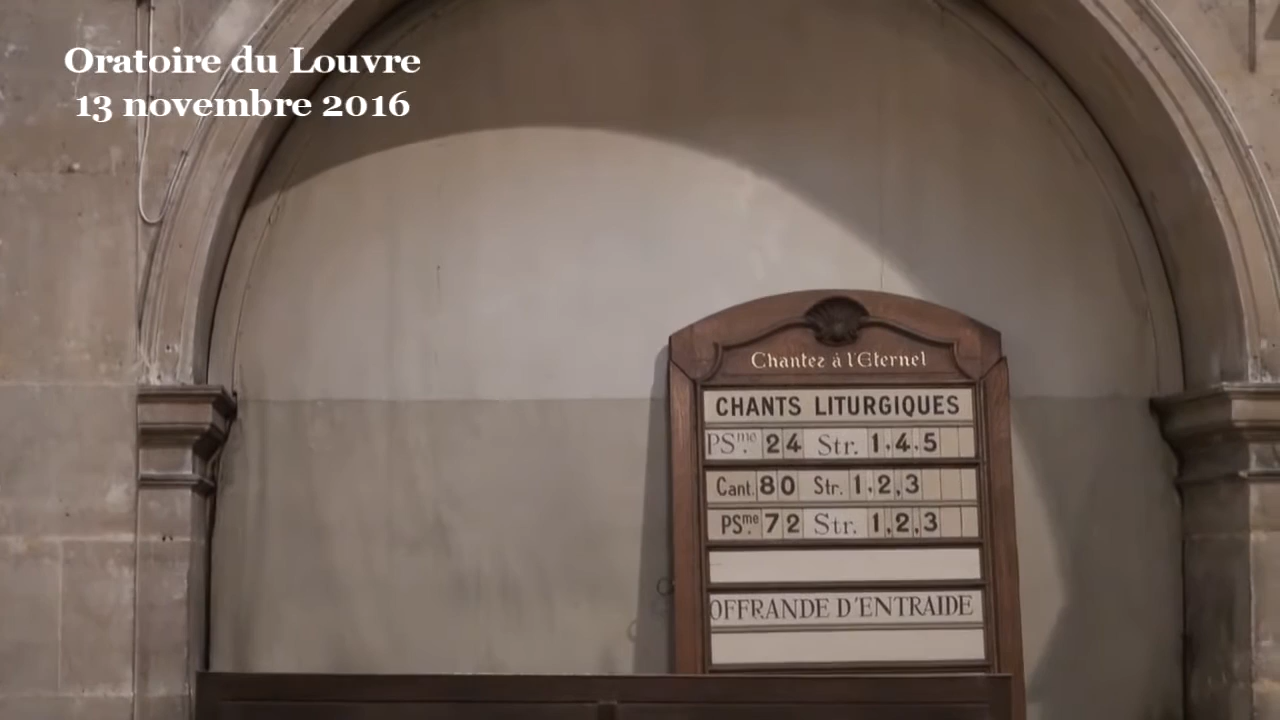 Oratoire du Louvre
13 novembre 2016
Chantez à l'Eternel
CHANTS LITURGIQUES
PSme. 24 Str. 1.4.5
Cant. 80 Str. 1,2,3
PSme. 72 Str. 1,2,3
OFFRANDE D'ENTRAIDE